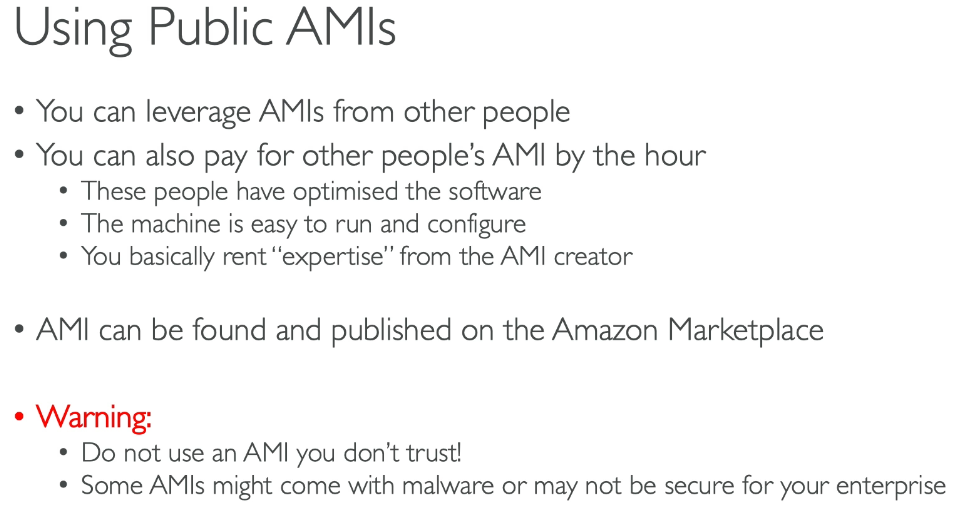 Using Public AMIs
• You can leverage AMIs from other people
• You can also pay for other people's AMI by the hour
• These people have optimised the software
• The machine is easy to run and configure
• You basically rent “expertise” from the AMI creator
• AMI can be found and published on the Amazon Marketplace
• Warning:
• Do not use an AMI you don't trust!
• Some AMIs might come with malware or may not be secure for your enterprise